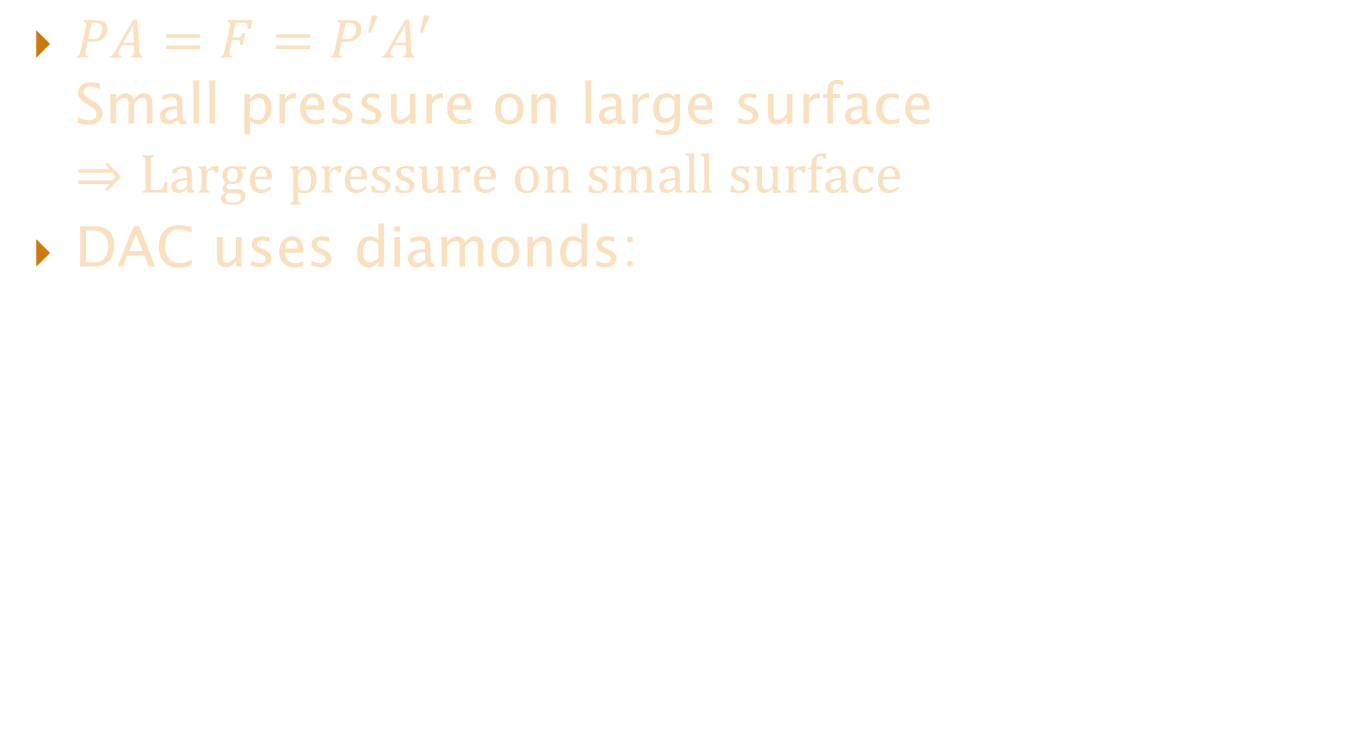 PA = F = P′A′
Small pressure on large surface
⇒ Large pressure on small surface
DAC uses diamonds: